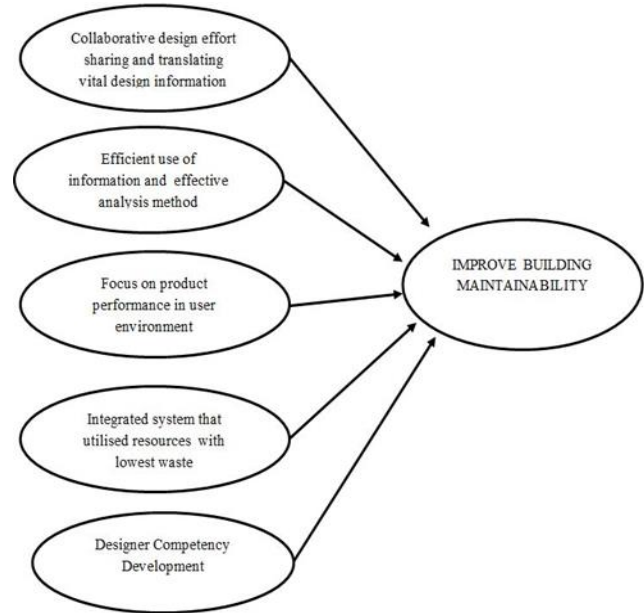 Collaborative design effort
sharing and translating
vital design information
Efficient use of
information and effective
analysis method
Focus on product
performance in user
environment
Integrated system that
utilised resources with
lowest waste
Designer Competency
Development
IMPROVE BUILDING
MAINTAINABILITY